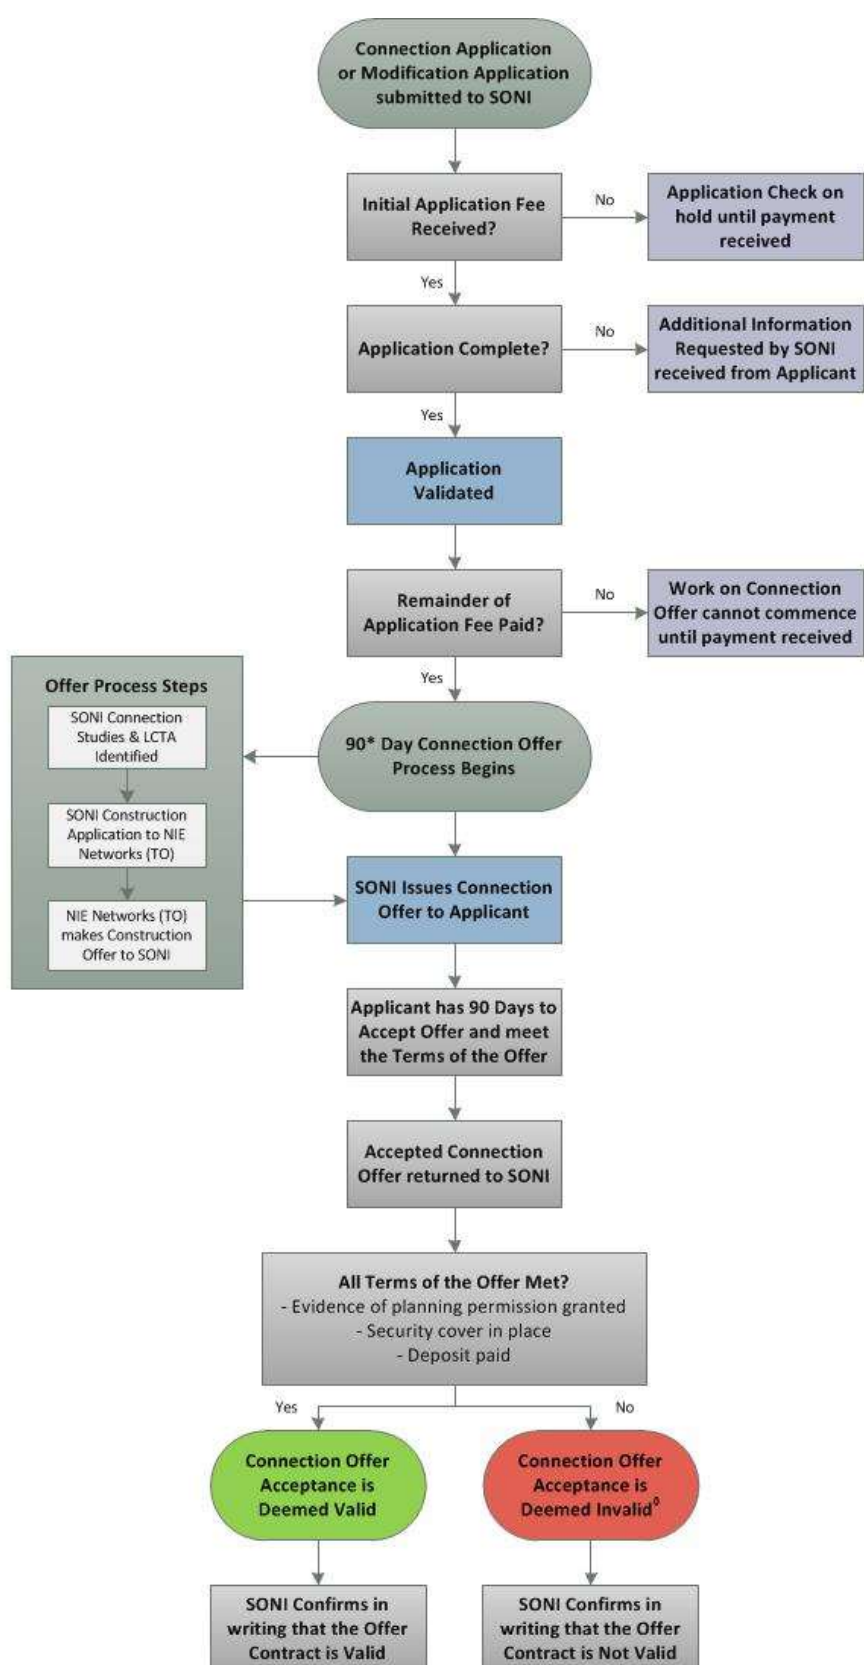 Connection Application
or Modification Application
submitted to SONI
Initial Application Fee
Received?
No
Application Check on
hold until payment
received
Yes
Application Complete?
No
Additional Information
Requested by SONI
received from Applicant
Yes
Application
Validated
Remainder of
Application Fee Paid?
No
Work on Connection
Offer cannot commence
until payment received
Yes
Offer Process Steps
SONI Connection
Studies & LCTA
Identified
SONI Construction
Application to NIE
Networks (TO)
NIE Networks (TO)
makes Construction
Offer to SONI
90* Day Connection Offer
Process Begins
SONI Issues Connection
Offer to Applicant
Applicant has 90 Days to
Accept Offer and meet
the Terms of the Offer
Accepted Connection
Offer returned to SONI
All Terms of the Offer Met?
- Evidence of planning permission granted
- Security cover in place
- Deposit paid
Yes
No
Connection Offer
Acceptance is
Deemed Valid
Connection Offer
Acceptance is
Deemed Invalid◊
SONI Confirms in
writing that the Offer
Contract is Valid
SONI Confirms in
writing that the Offer
Contract is Not Valid